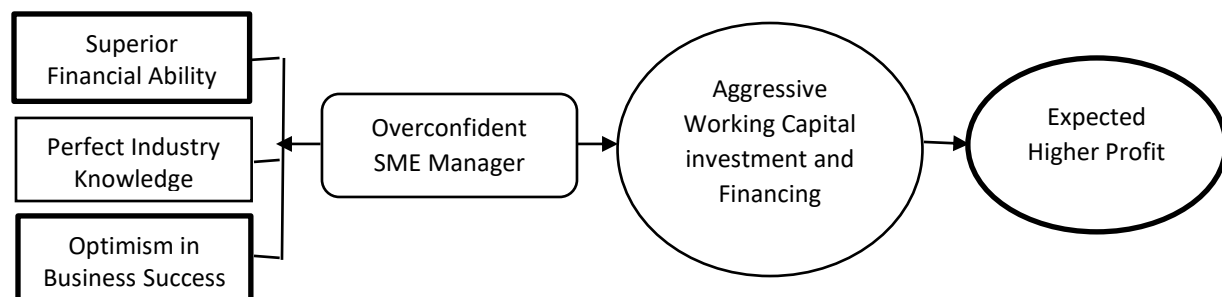 Superior
Financial Ability
Perfect Industry
Knowledge
Optimism in
Business Success
Overconfident
SME Manager
Aggressive
Working Capital
investment and
Financing
Expected
Higher Profit